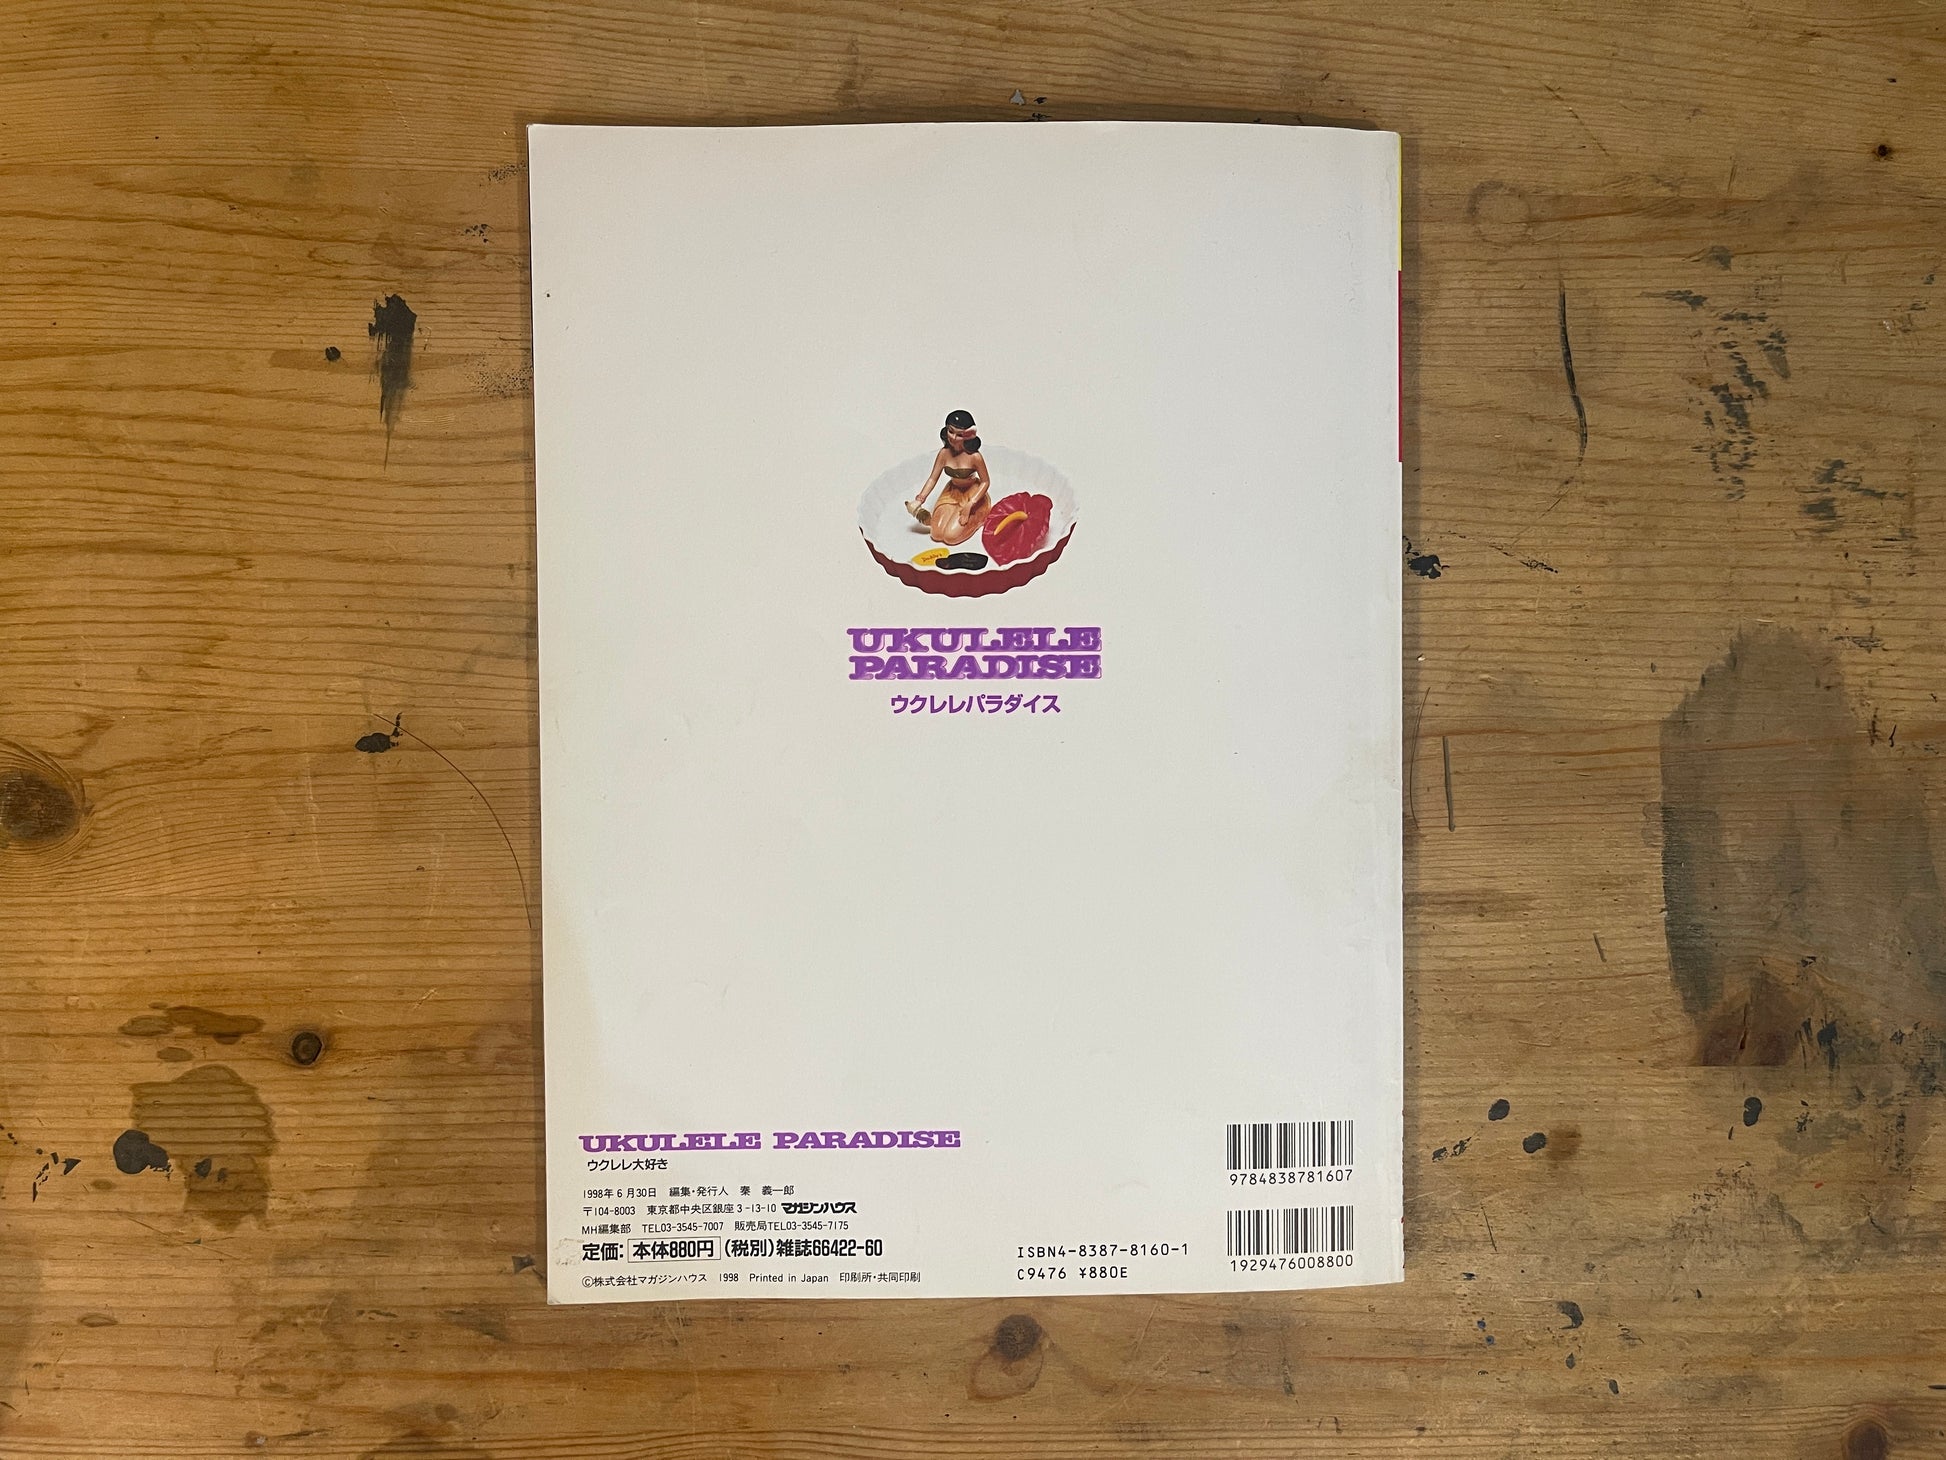 UKULELE
PARADISE
ウクレレパラダイス
UKULELE PARADISE
ウクレレ大好き
1998年6月30日 編集・発行人 秦 義一郎
〒104-8003 東京都中央区銀座3-13-10 マガジンハウス
MH編集部 TEL03-3545-7007 販売局TEL03-3545-7175
定価:本体880円(税別)雑誌66422-60
©株式会社マガジンハウス 1998 Printed in Japan 印刷所・共同印刷
ISBN4-8387-8160-1
C9476 ¥880E
9784838781607
1929476008800